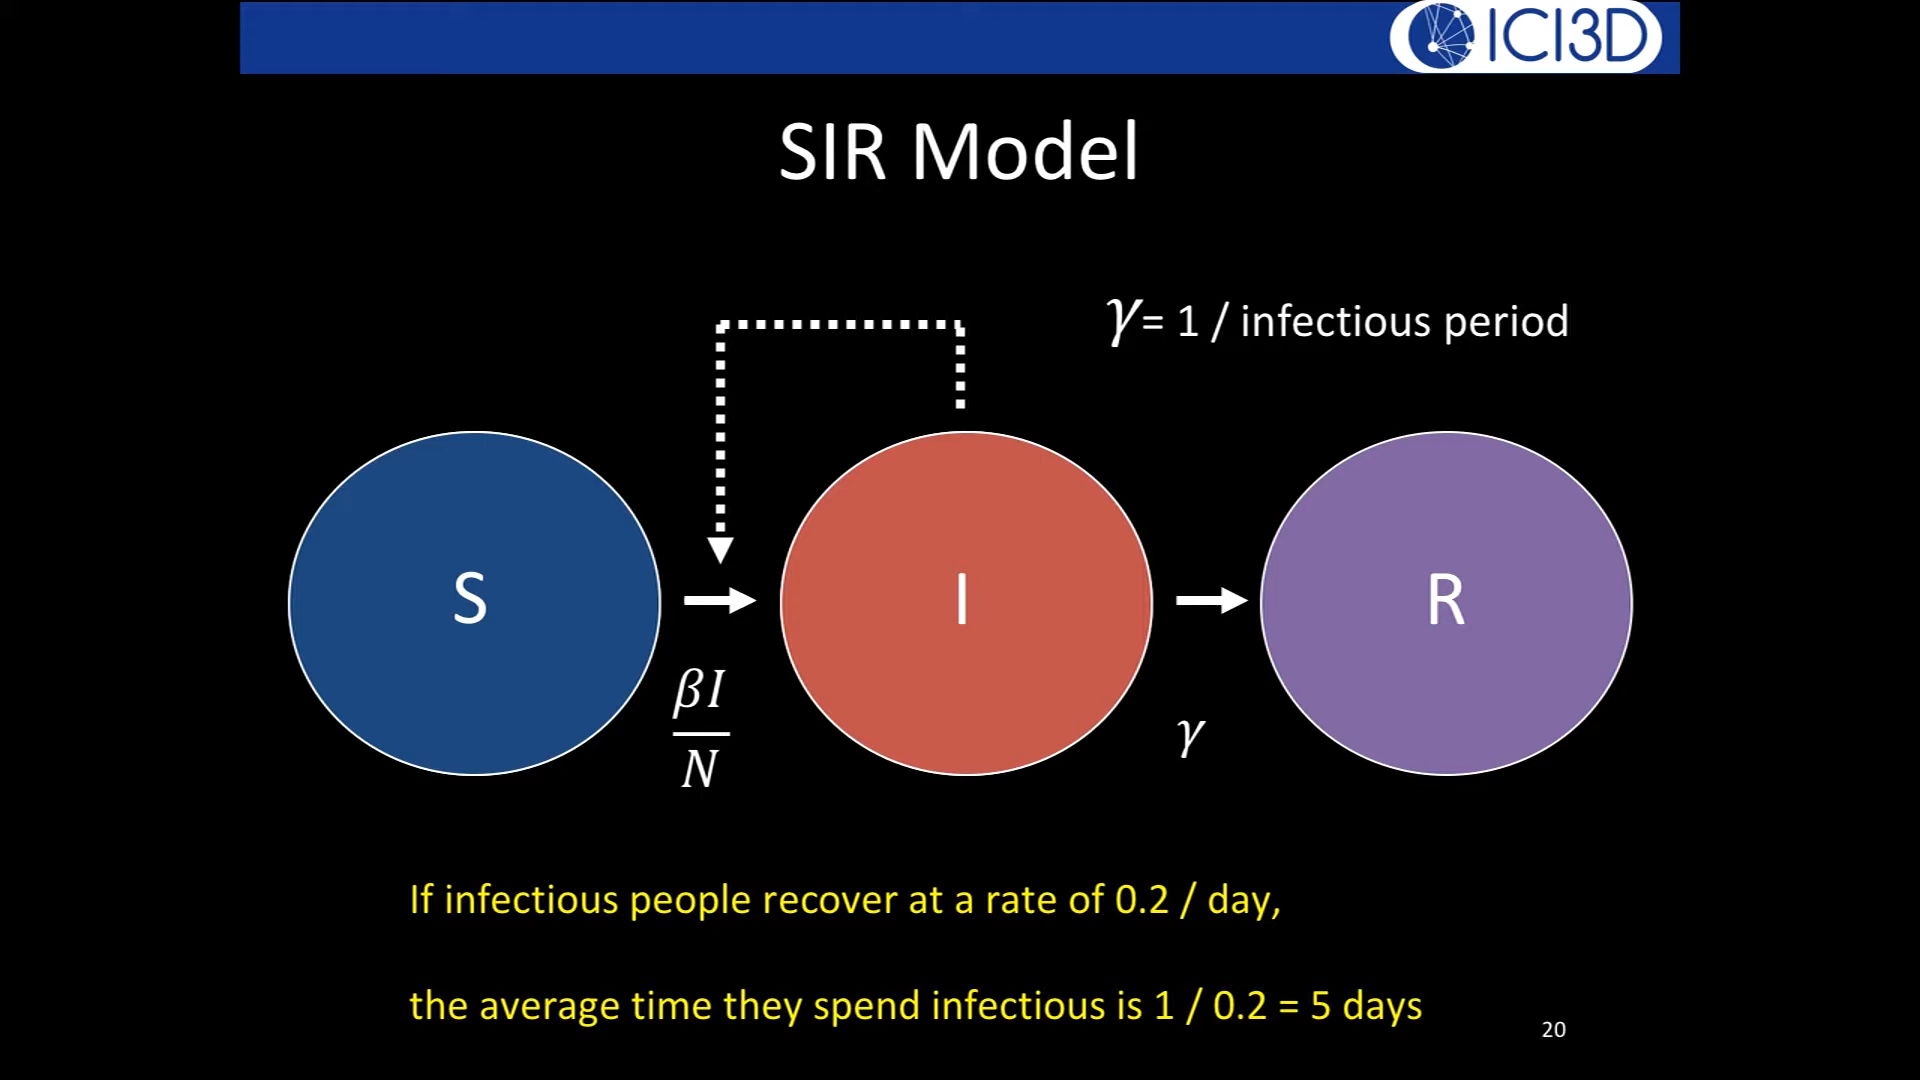 ICI3D
SIR Model
γ = 1 / infectious period
S
I
R
βI
N
γ
If infectious people recover at a rate of 0.2 / day,
the average time they spend infectious is 1 / 0.2 = 5 days
20